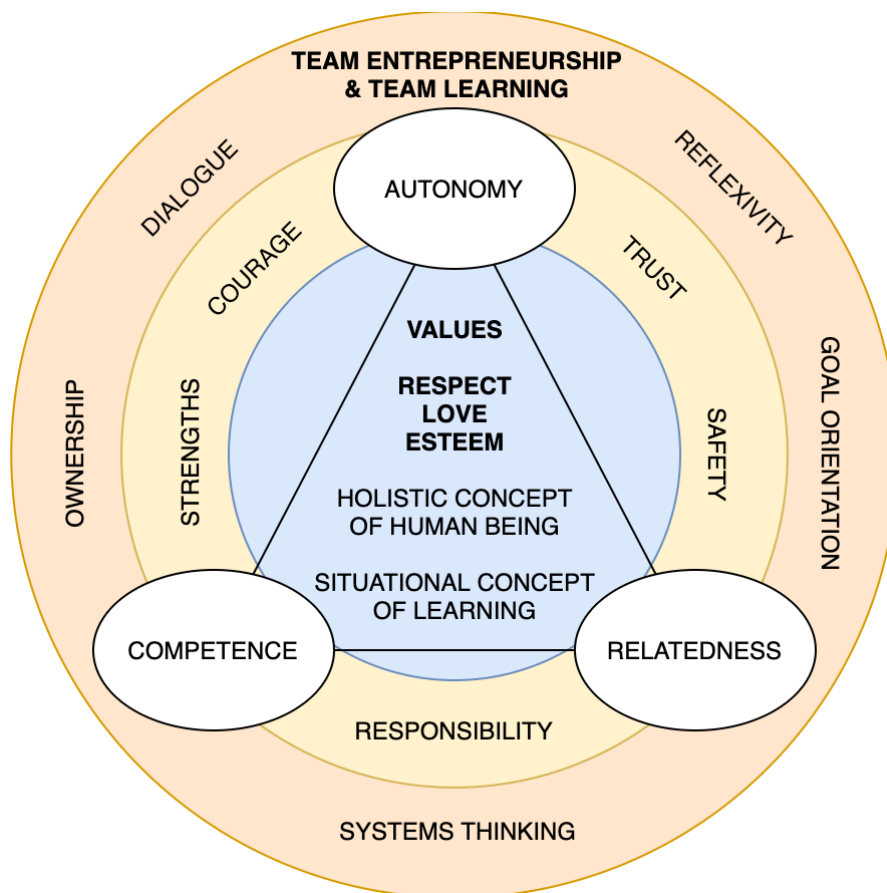 TEAM ENTREPRENEURSHIP
& TEAM LEARNING
DIALOGUE
REFLEXIVITY
AUTONOMY
COURAGE
TRUST
VALUES
RESPECT
LOVE
ESTEEM
OWNERSHIP
STRENGTHS
SAFETY
GOAL ORIENTATION
HOLISTIC CONCEPT
OF HUMAN BEING
SITUATIONAL CONCEPT
OF LEARNING
COMPETENCE
RELATEDNESS
RESPONSIBILITY
SYSTEMS THINKING